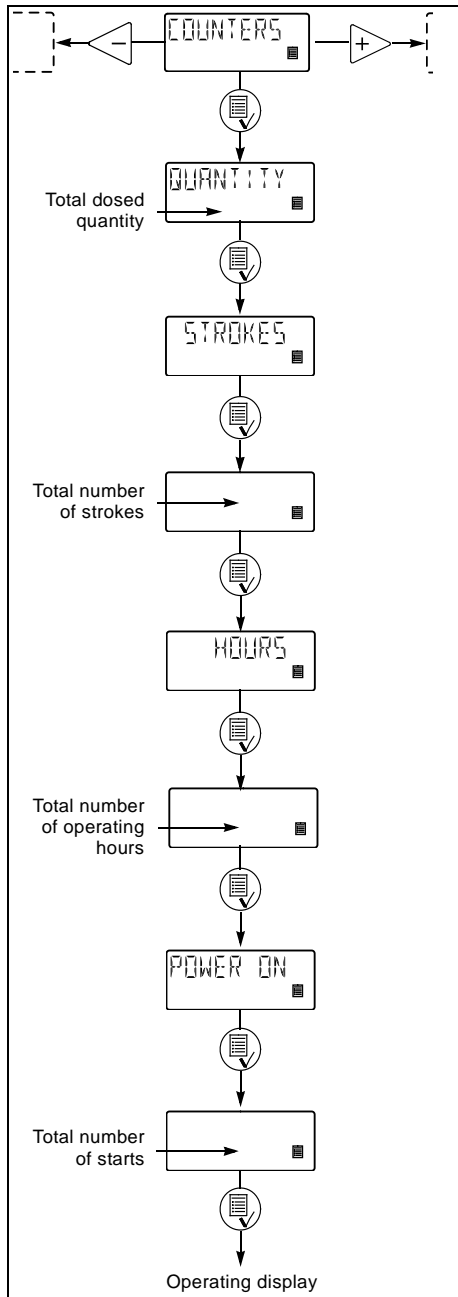 COUNTERS
− +
QUANTITY
Total dosed
quantity
STROKES
Total number
of strokes
HOURS
Total number
of operating
hours
POWER ON
Total number
of starts
Operating display